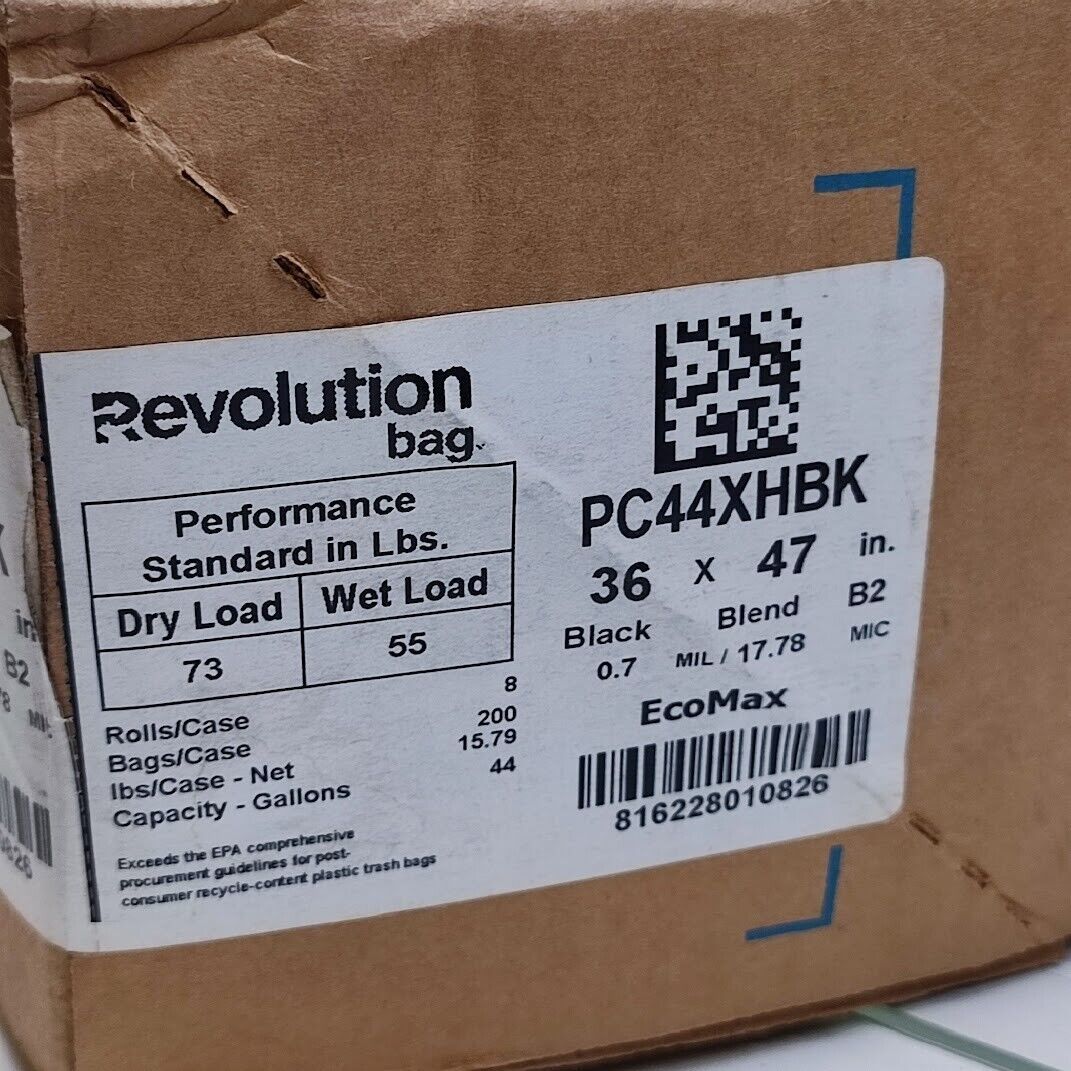 Revolution
bag
Performance
Standard in Lbs.
Dry Load Wet Load
73 55
Rolls/Case 8
Bags/Case 200
lbs/Case - Net 15.79
Capacity - Gallons 44
Exceeds the EPA comprehensive
procurement guidelines for post-
consumer recycle-content plastic trash bags
PC44XHBK
36 X 47 in.
Black Blend B2
0.7 MIL / 17.78 MIC
EcoMax
816228010826
in
B2